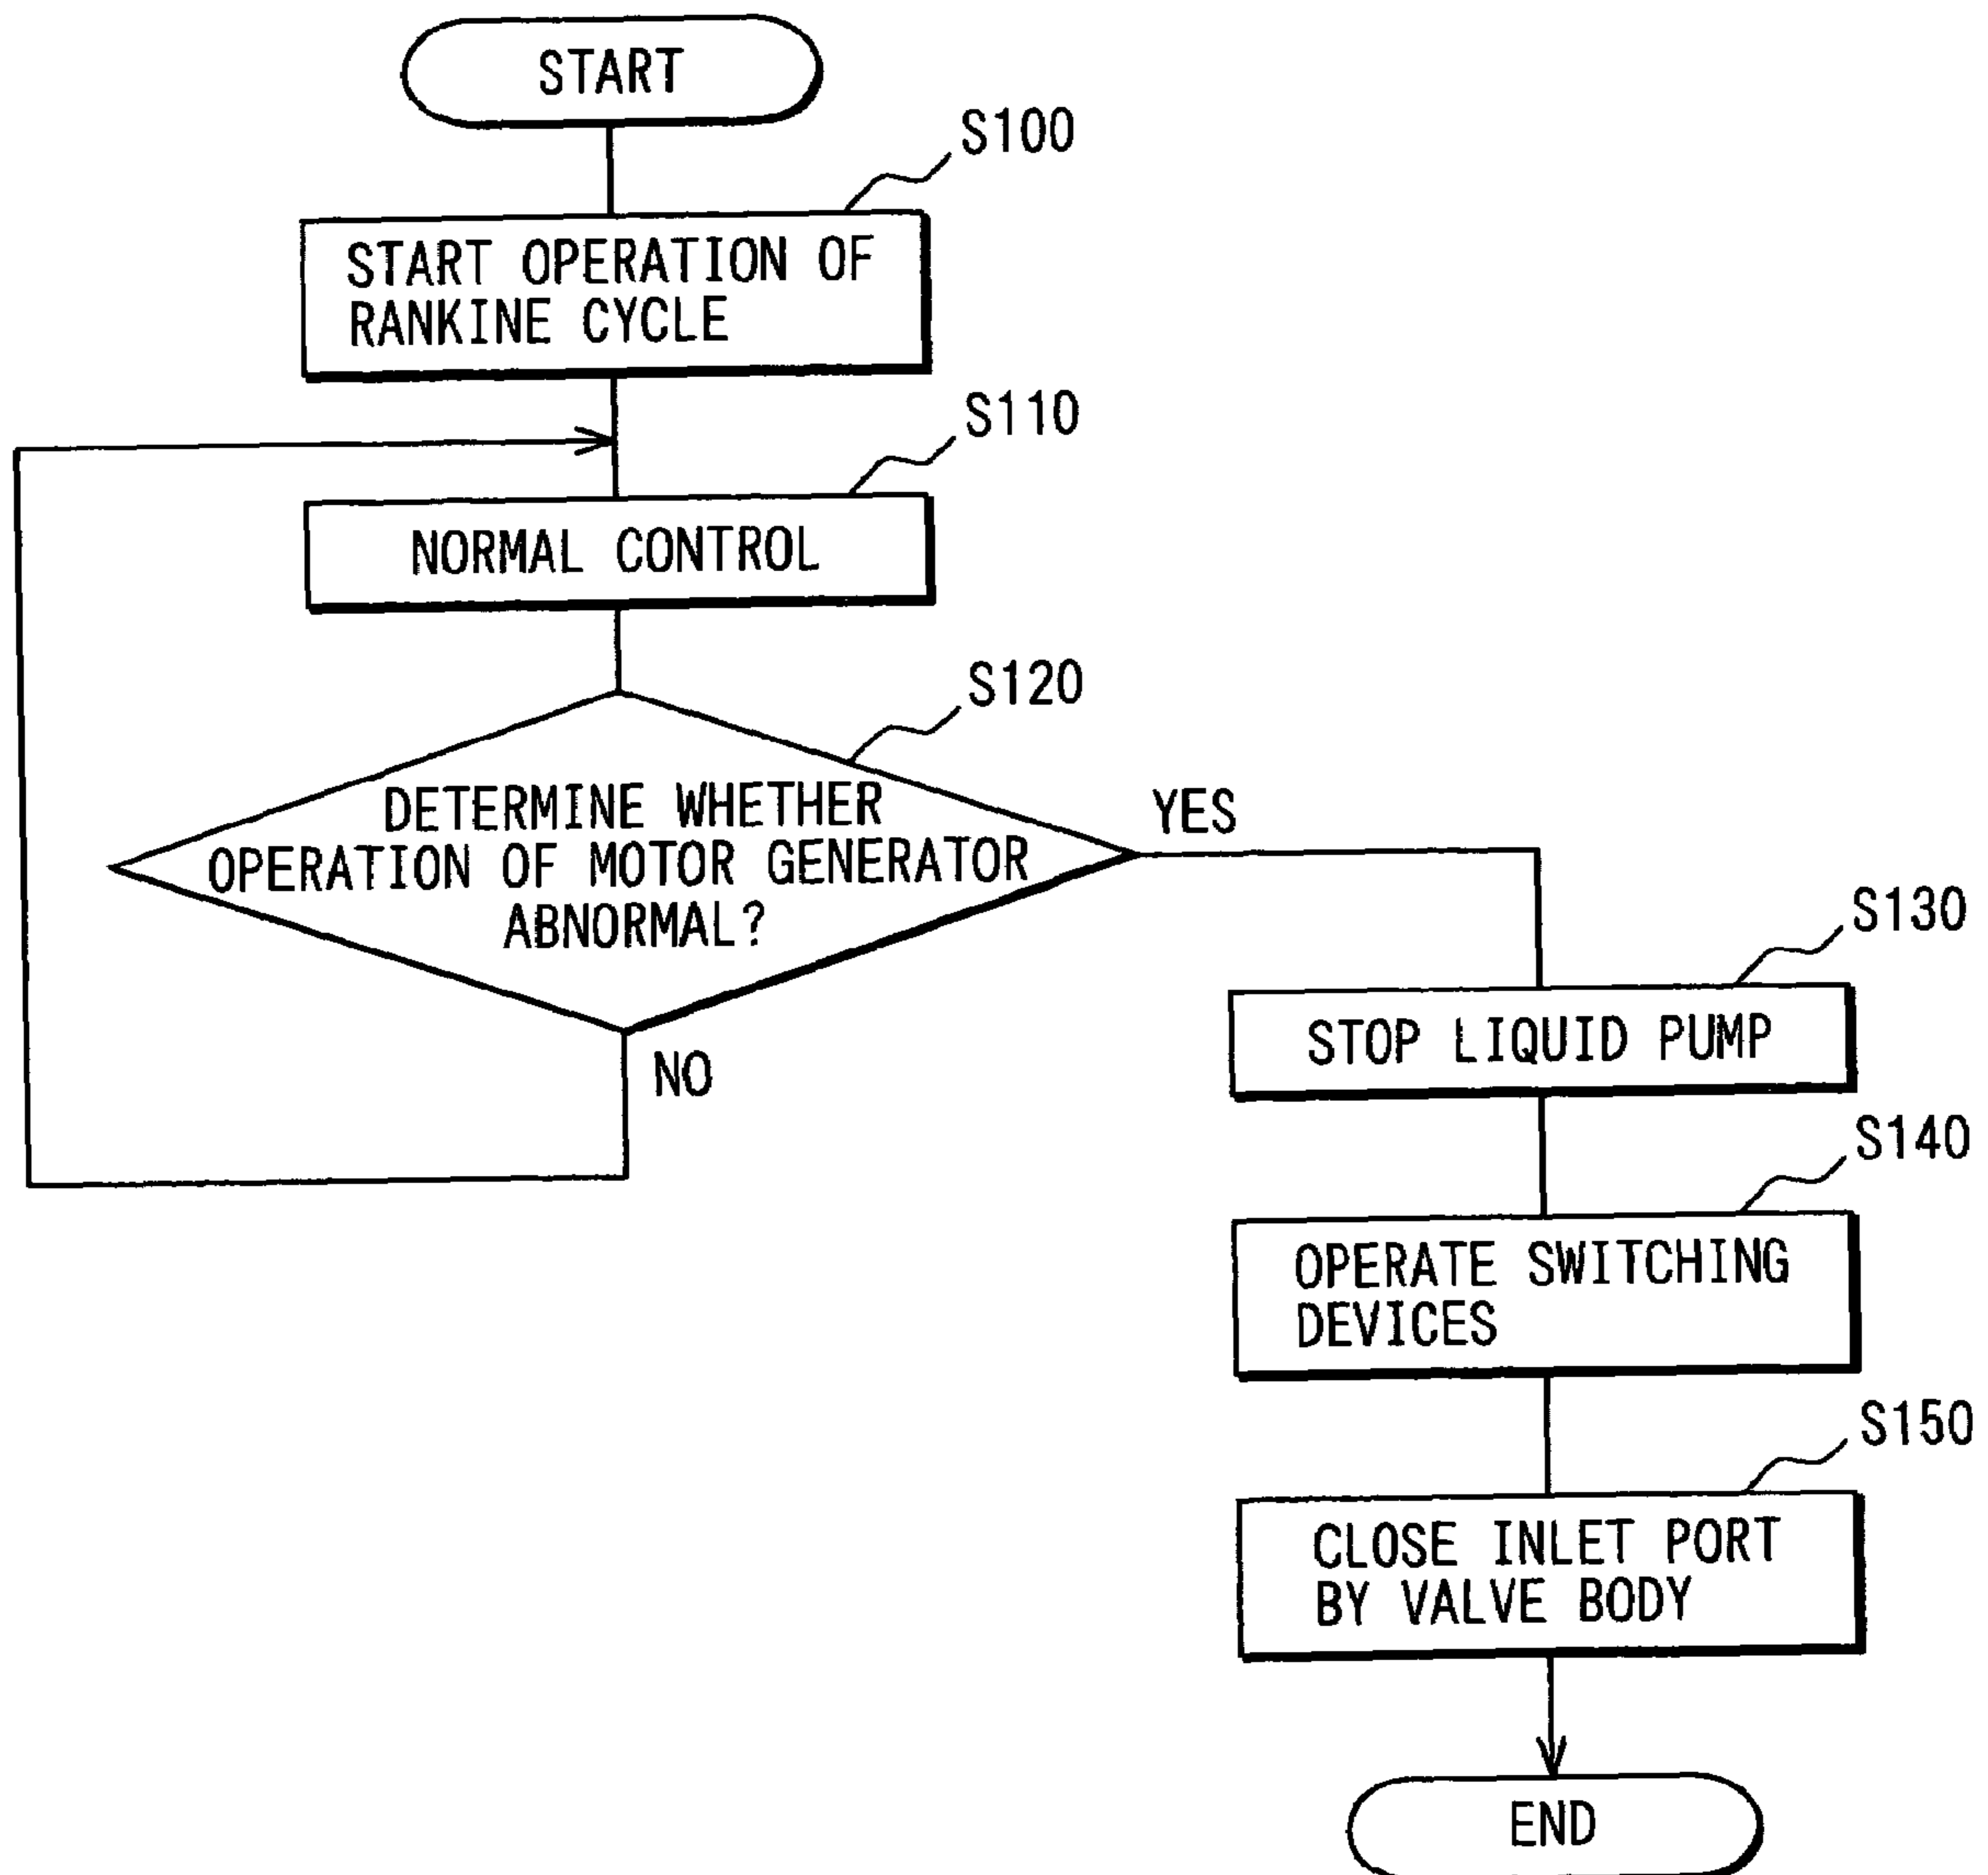 START
S100
START OPERATION OF
RANKINE CYCLE
S110
NORMAL CONTROL
S120
DETERMINE WHETHER
OPERATION OF MOTOR GENERATOR
ABNORMAL?
YES
NO
S130
STOP LIQUID PUMP
S140
OPERATE SWITCHING
DEVICES
S150
CLOSE INLET PORT
BY VALVE BODY
END